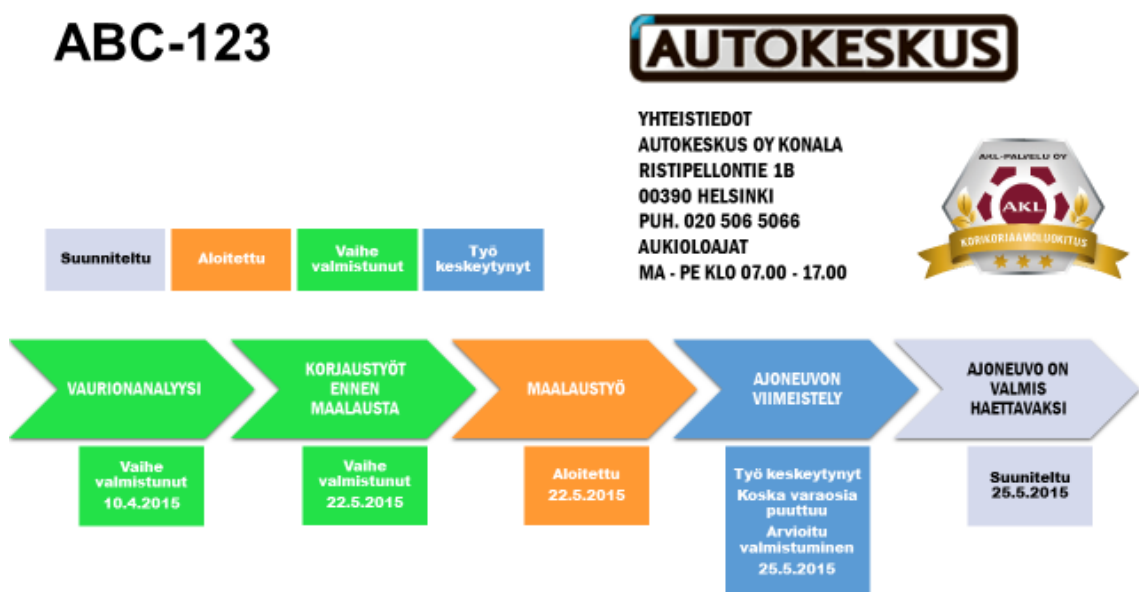 ABC-123
AUTOKESKUS
YHTEISTIEDOT
AUTOKESKUS OY KONALA
RISTIPELLONTIE 1B
00390 HELSINKI
PUH. 020 506 5066
AUKIOLOAJAT
MA - PE KLO 07.00 - 17.00
AKL-PALVELU OY
AKL
KORIKORJAAMOLUOKITUS
Suunniteltu
Aloitettu
Vaihe
valmistunut
Työ
keskeytynyt
VAURIONANALYYSI
KORJAUSTYÖT
ENNEN
MAALAUSTA
MAALAUSTYÖ
AJONEUVON
VIIMEISTELY
AJONEUVO ON
VALMIS
HAETTAVAKSI
Vaihe
valmistunut
10.4.2015
Vaihe
valmistunut
22.5.2015
Aloitettu
22.5.2015
Työ keskeytynyt
Koska varaosia
puuttuu
Arvioitu
valmistuminen
25.5.2015
Suuniteltu
25.5.2015